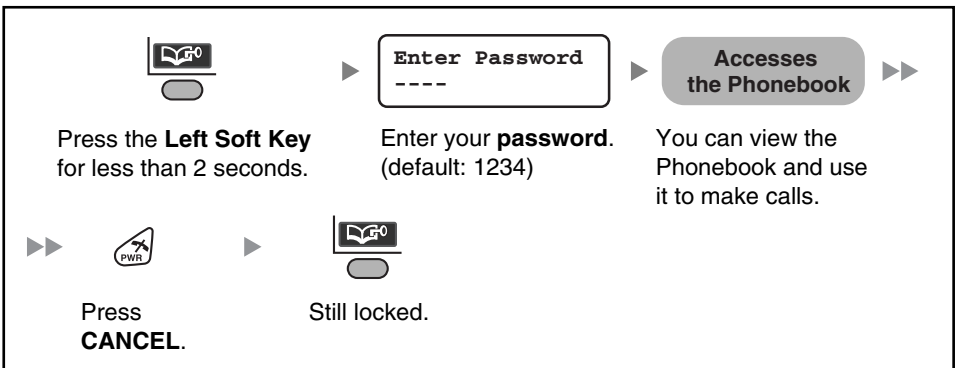 Enter Password
----
Accesses
the Phonebook
Press the Left Soft Key
for less than 2 seconds.
Enter your password.
(default: 1234)
You can view the
Phonebook and use
it to make calls.
PWR
Press
CANCEL.
Still locked.